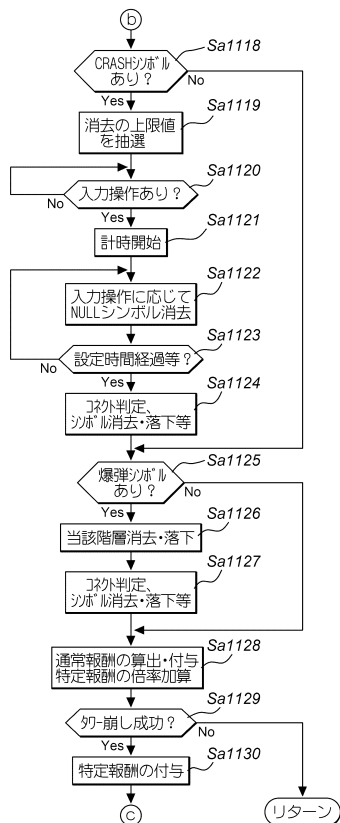 b
Sa1118
CRASHシンボル
あり？
No
Yes
Sa1119
消去の上限値
を抽選
Sa1120
入力操作あり？
No
Yes
Sa1121
計時開始
Sa1122
入力操作に応じて
NULLシンボル消去
Sa1123
設定時間経過等？
No
Yes
Sa1124
コネクト判定、
シンボル消去・落下等
Sa1125
爆弾シンボル
あり？
No
Yes
Sa1126
当該階層消去・落下
Sa1127
コネクト判定、
シンボル消去・落下等
Sa1128
通常報酬の算出・付与
特定報酬の倍率加算
Sa1129
タワー崩し成功？
No
Yes
Sa1130
特定報酬の付与
c
リターン